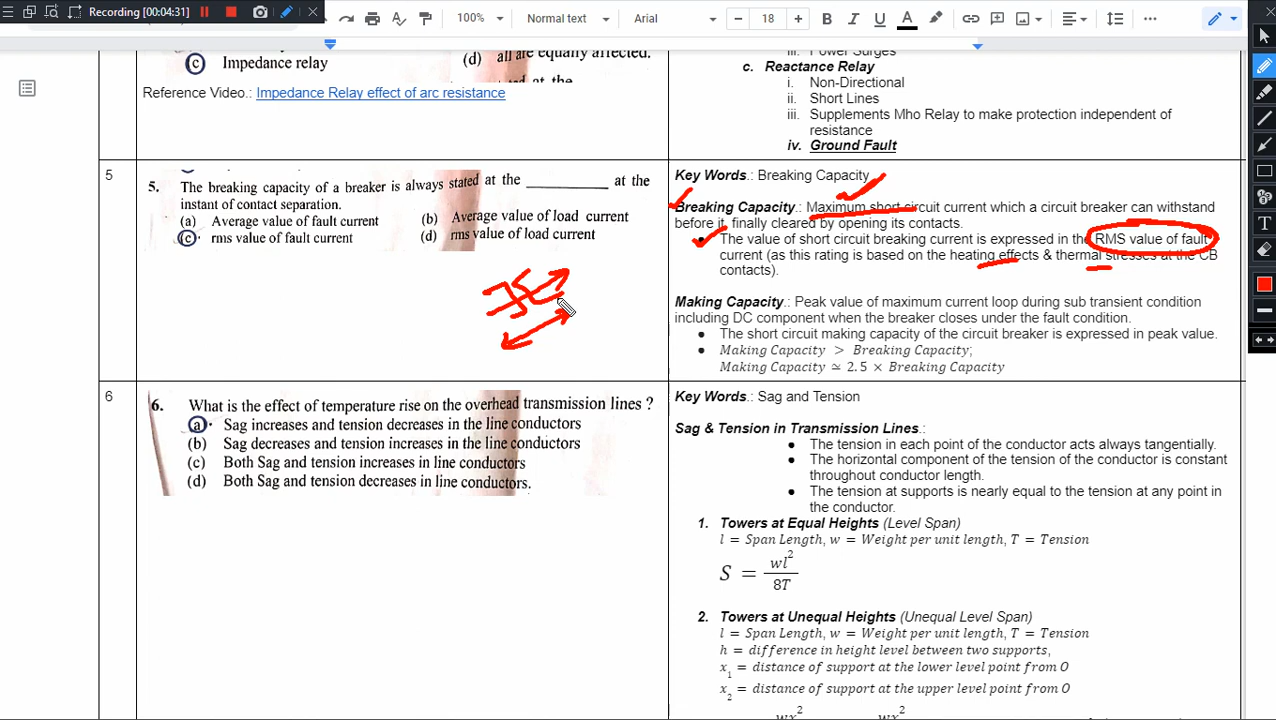 Recording [00:04:31]
100%
Normal text
Arial
18
B I U A
(c) Impedance relay
(d) all are equally affected.
Reference Video.: Impedance Relay effect of arc resistance
iii. Power Surges
c. Reactance Relay
i. Non-Directional
ii. Short Lines
iii. Supplements Mho Relay to make protection independent of
resistance
iv. Ground Fault
5
5. The breaking capacity of a breaker is always stated at the __________ at the
instant of contact separation.
(a) Average value of fault current
(b) Average value of load current
(c) rms value of fault current
(d) rms value of load current
Key Words.: Breaking Capacity
Breaking Capacity.: Maximum short circuit current which a circuit breaker can withstand
before it, finally cleared by opening its contacts.
● The value of short circuit breaking current is expressed in the RMS value of fault
current (as this rating is based on the heating effects & thermal stresses at the CB
contacts).
Making Capacity.: Peak value of maximum current loop during sub transient condition
including DC component when the breaker closes under the fault condition.
● The short circuit making capacity of the circuit breaker is expressed in peak value.
● Making Capacity > Breaking Capacity;
Making Capacity ≃ 2.5 × Breaking Capacity
6
6. What is the effect of temperature rise on the overhead transmission lines ?
(a) Sag increases and tension decreases in the line conductors
(b) Sag decreases and tension increases in the line conductors
(c) Both Sag and tension increases in line conductors
(d) Both Sag and tension decreases in line conductors.
Key Words.: Sag and Tension
Sag & Tension in Transmission Lines.:
● The tension in each point of the conductor acts always tangentially.
● The horizontal component of the tension of the conductor is constant
throughout conductor length.
● The tension at supports is nearly equal to the tension at any point in
the conductor.
1. Towers at Equal Heights (Level Span)
l = Span Length, w = Weight per unit length, T = Tension
S = wl²/8T
2. Towers at Unequal Heights (Unequal Level Span)
l = Span Length, w = Weight per unit length, T = Tension
h = difference in height level between two supports,
x₁ = distance of support at the lower level point from O
x₂ = distance of support at the upper level point from O
wx² wx²